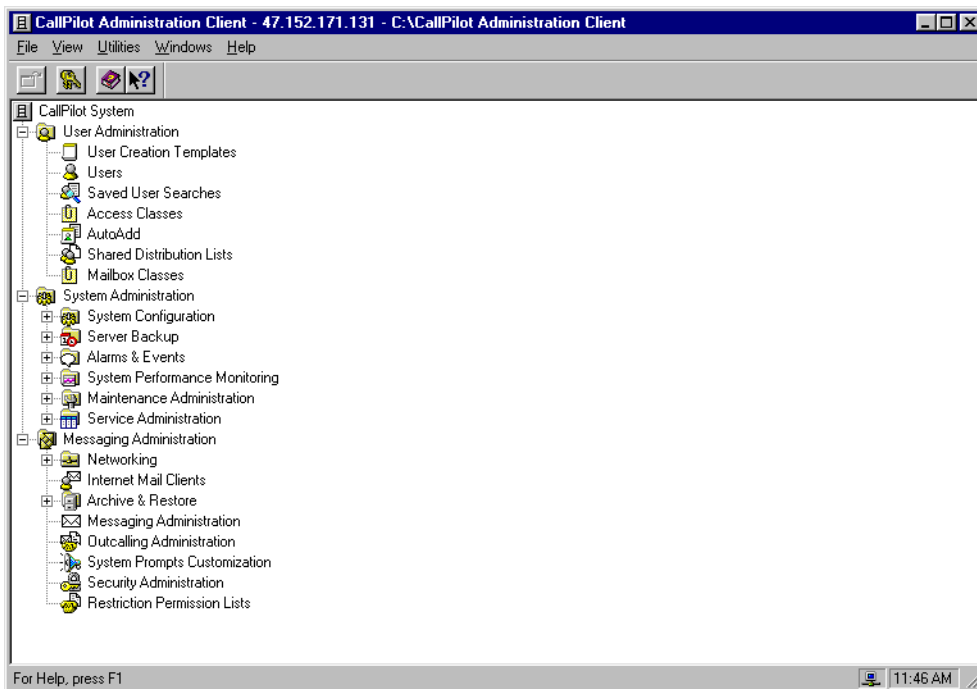 CallPilot Administration Client - 47.152.171.131 - C:\CallPilot Administration Client
File View Utilities Windows Help
CallPilot System
User Administration
User Creation Templates
Users
Saved User Searches
Access Classes
AutoAdd
Shared Distribution Lists
Mailbox Classes
System Administration
System Configuration
Server Backup
Alarms & Events
System Performance Monitoring
Maintenance Administration
Service Administration
Messaging Administration
Networking
Internet Mail Clients
Archive & Restore
Messaging Administration
Outcalling Administration
System Prompts Customization
Security Administration
Restriction Permission Lists
For Help, press F1
11:46 AM